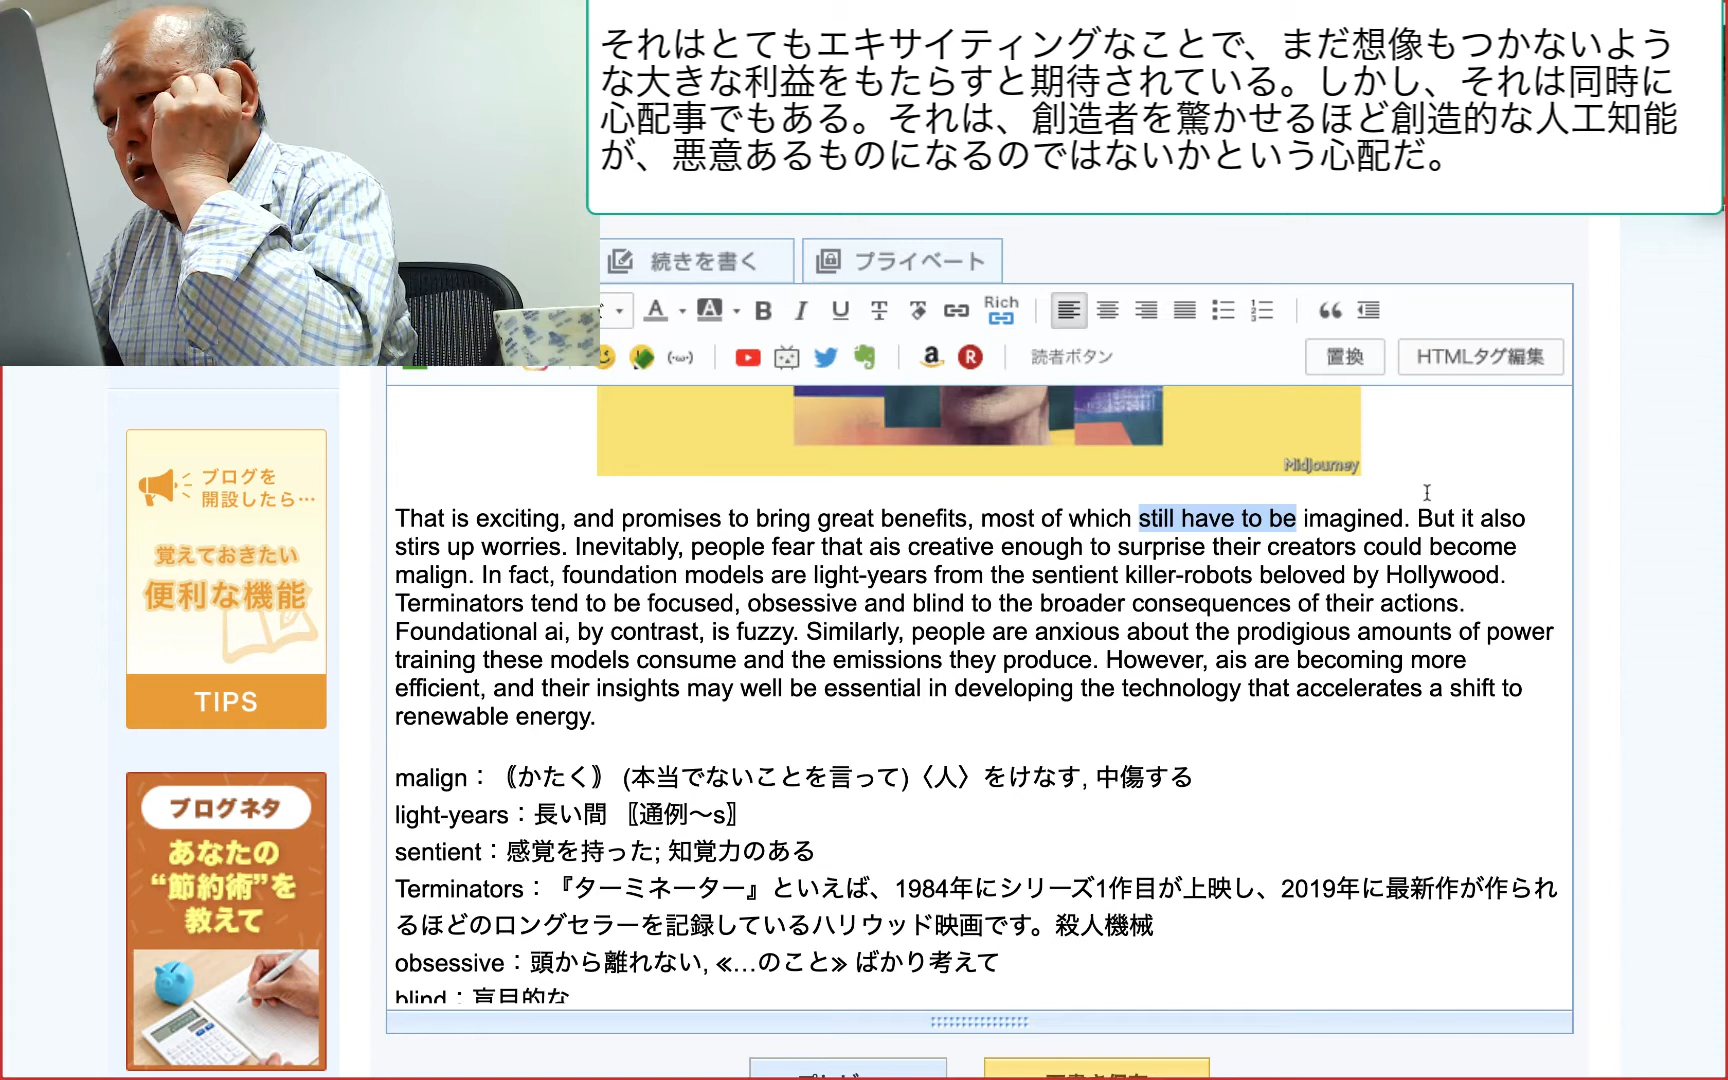 それはとてもエキサイティングなことで、まだ想像もつかないよう
な大きな利益をもたらすと期待されている。しかし、それは同時に
心配事でもある。それは、創造者を驚かせるほど創造的な人工知能
が、悪意あるものになるのではないかという心配だ。
続きを書く
プライベート
Rich
読者ボタン
置換
HTMLタグ編集
Midjourney
ブログを
開設したら…
覚えておきたい
便利な機能
TIPS
ブログネタ
あなたの
“節約術”を
教えて
That is exciting, and promises to bring great benefits, most of which still have to be imagined. But it also
stirs up worries. Inevitably, people fear that ais creative enough to surprise their creators could become
malign. In fact, foundation models are light-years from the sentient killer-robots beloved by Hollywood.
Terminators tend to be focused, obsessive and blind to the broader consequences of their actions.
Foundational ai, by contrast, is fuzzy. Similarly, people are anxious about the prodigious amounts of power
training these models consume and the emissions they produce. However, ais are becoming more
efficient, and their insights may well be essential in developing the technology that accelerates a shift to
renewable energy.
malign：⦅かたく⦆ (本当でないことを言って)〈人〉をけなす, 中傷する
light-years：長い間 〖通例〜s〗
sentient：感覚を持った; 知覚力のある
Terminators：『ターミネーター』といえば、1984年にシリーズ1作目が上映し、2019年に最新作が作られ
るほどのロングセラーを記録しているハリウッド映画です。殺人機械
obsessive：頭から離れない, «…のこと» ばかり考えて
blind：盲目的な